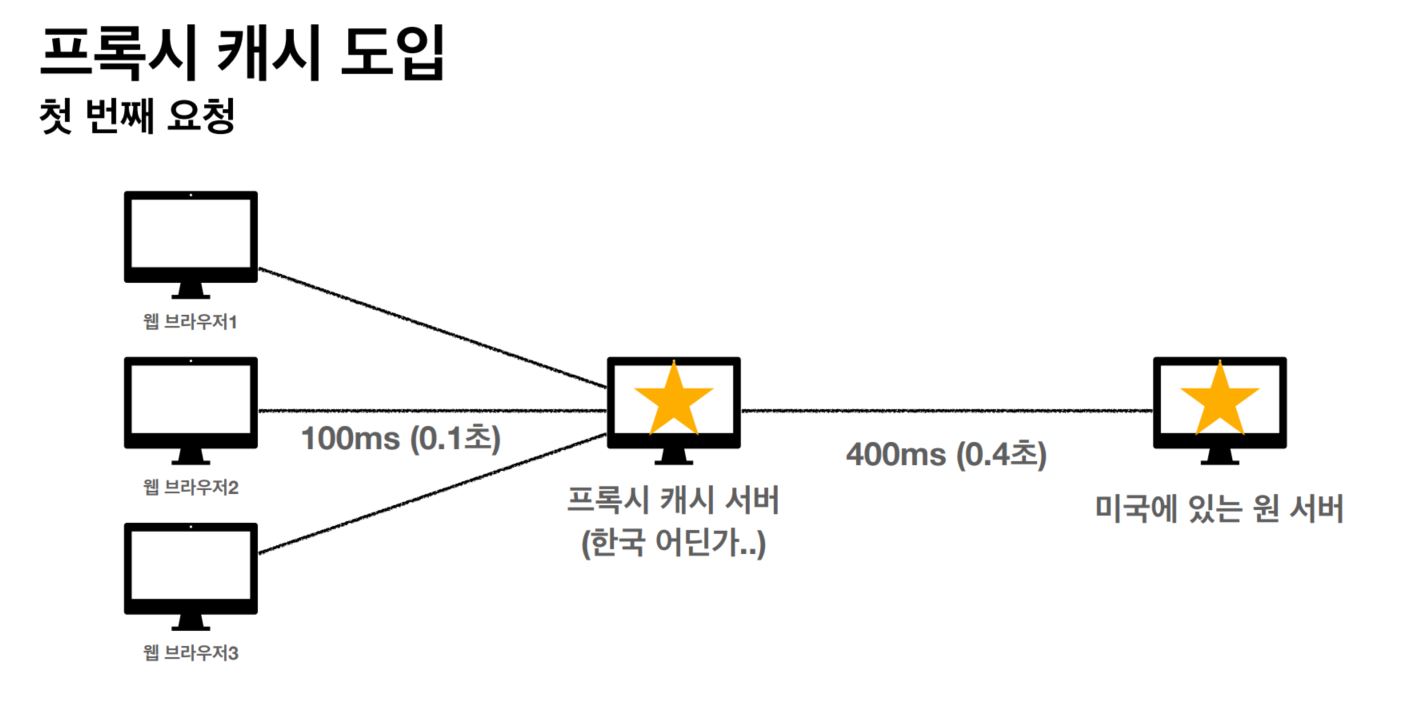 프록시 캐시 도입
첫 번째 요청
웹 브라우저1
웹 브라우저2
웹 브라우저3
100ms (0.1초)
프록시 캐시 서버
(한국 어딘가..)
400ms (0.4초)
미국에 있는 원 서버